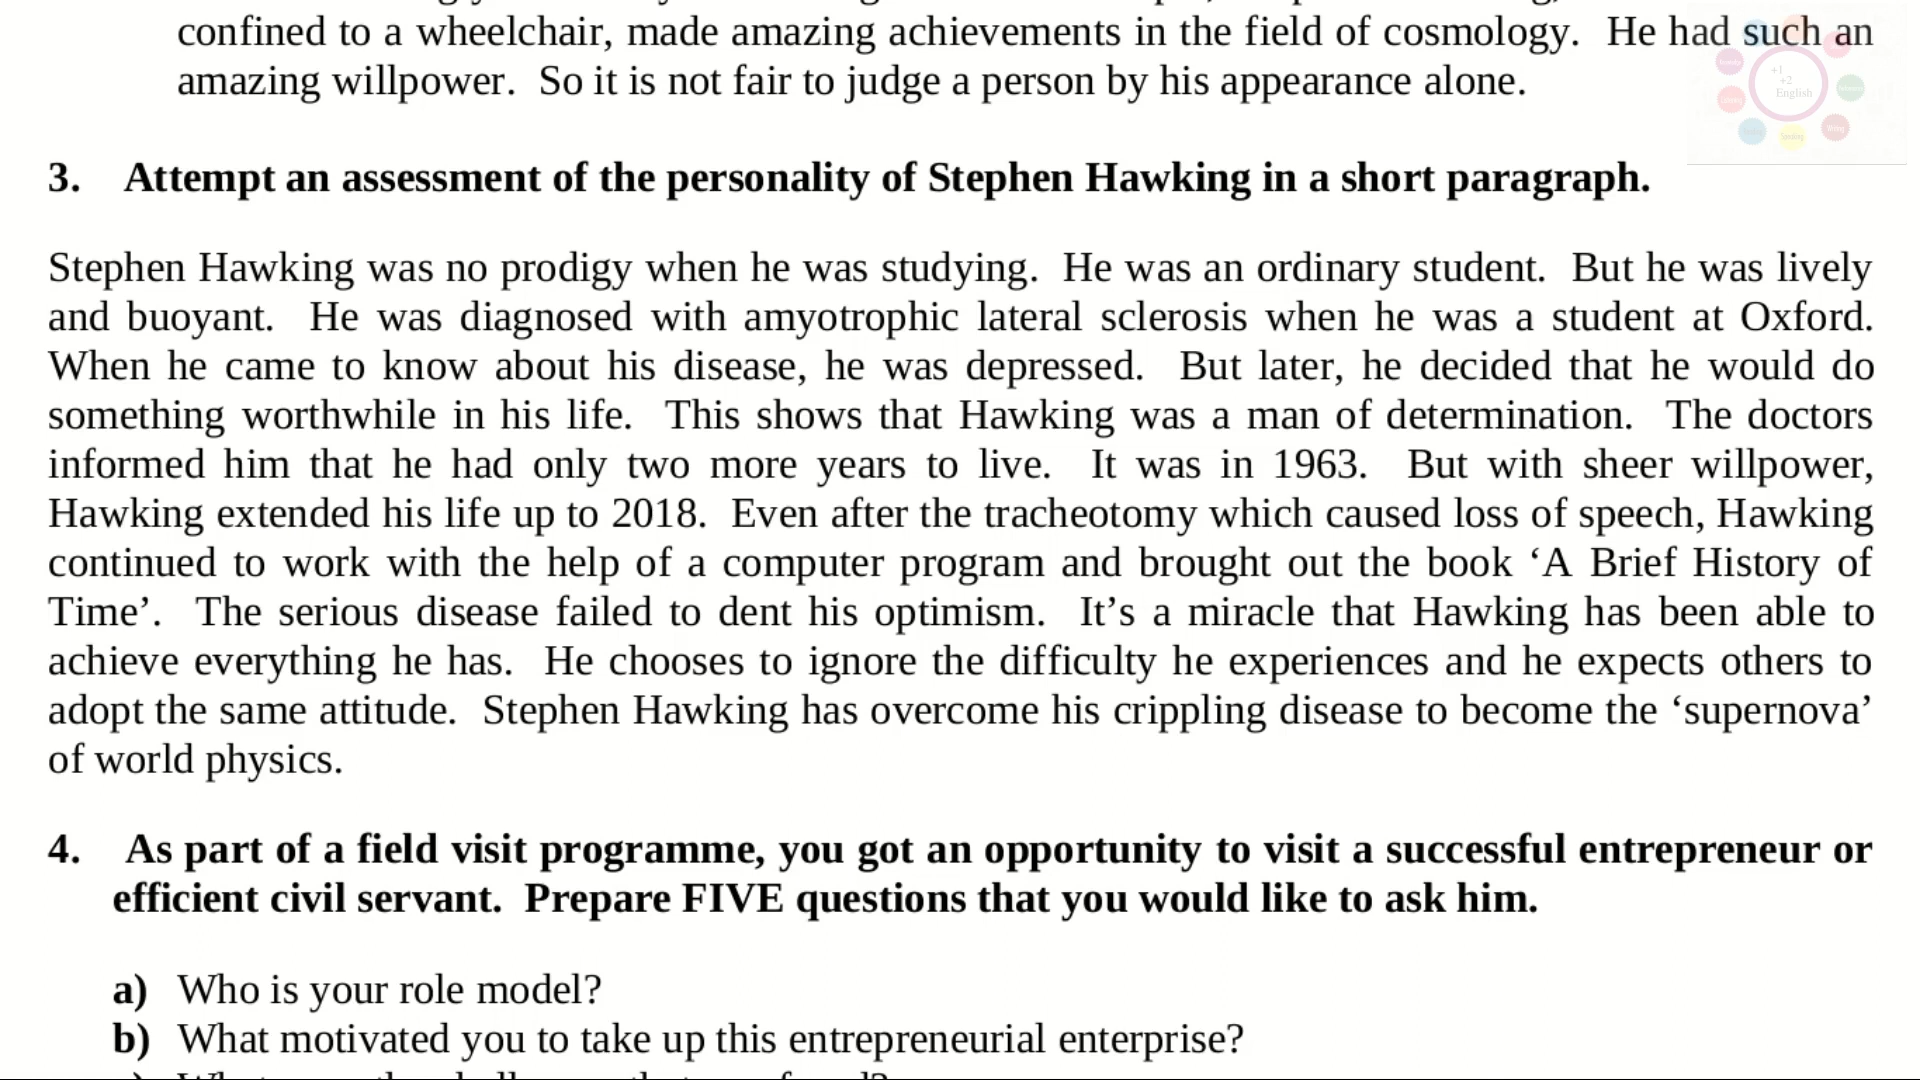 confined to a wheelchair, made amazing achievements in the field of cosmology. He had such an
amazing willpower. So it is not fair to judge a person by his appearance alone.
+1
+2
English
3. Attempt an assessment of the personality of Stephen Hawking in a short paragraph.
Stephen Hawking was no prodigy when he was studying. He was an ordinary student. But he was lively
and buoyant. He was diagnosed with amyotrophic lateral sclerosis when he was a student at Oxford.
When he came to know about his disease, he was depressed. But later, he decided that he would do
something worthwhile in his life. This shows that Hawking was a man of determination. The doctors
informed him that he had only two more years to live. It was in 1963. But with sheer willpower,
Hawking extended his life up to 2018. Even after the tracheotomy which caused loss of speech, Hawking
continued to work with the help of a computer program and brought out the book ‘A Brief History of
Time’. The serious disease failed to dent his optimism. It’s a miracle that Hawking has been able to
achieve everything he has. He chooses to ignore the difficulty he experiences and he expects others to
adopt the same attitude. Stephen Hawking has overcome his crippling disease to become the ‘supernova’
of world physics.
4. As part of a field visit programme, you got an opportunity to visit a successful entrepreneur or
efficient civil servant. Prepare FIVE questions that you would like to ask him.
a) Who is your role model?
b) What motivated you to take up this entrepreneurial enterprise?